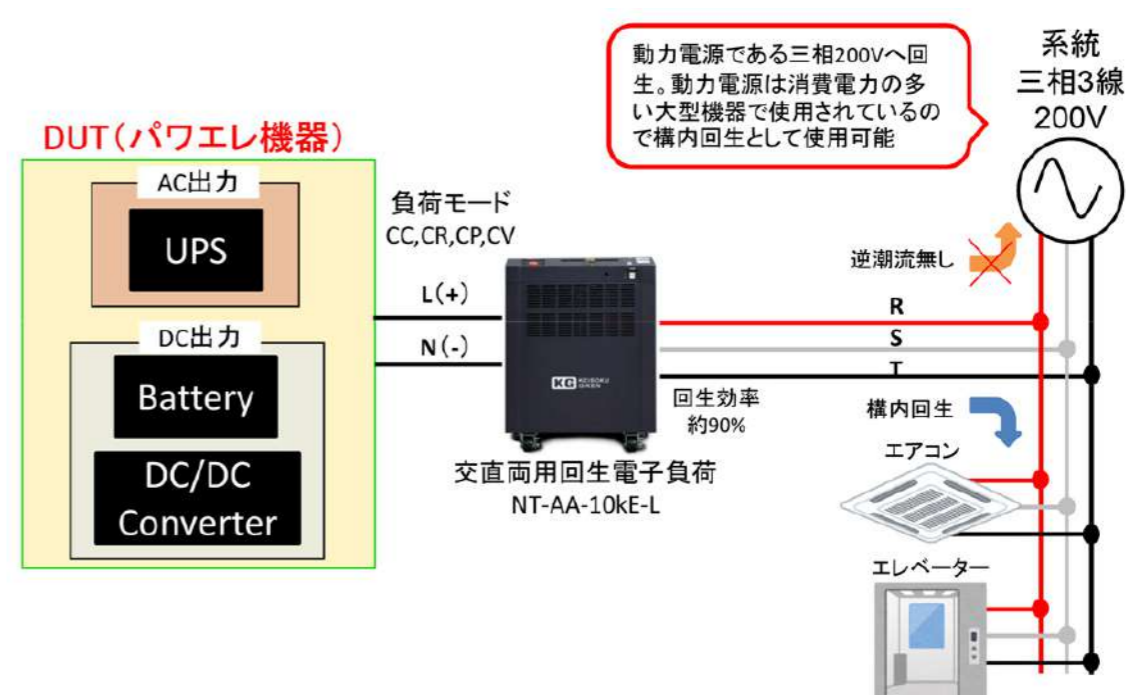 動力電源である三相200Vへ回
生。動力電源は消費電力の多
い大型機器で使用されているの
で構内回生として使用可能
系統
三相3線
200V
DUT(パワエレ機器)
AC出力
UPS
DC出力
Battery
DC/DC
Converter
負荷モード
CC,CR,CP,CV
L(+)
N(-)
KG KEISOKU GIKEN
交直両用回生電子負荷
NT-AA-10kE-L
逆潮流無し
R
S
T
回生効率
約90%
構内回生
エアコン
エレベーター